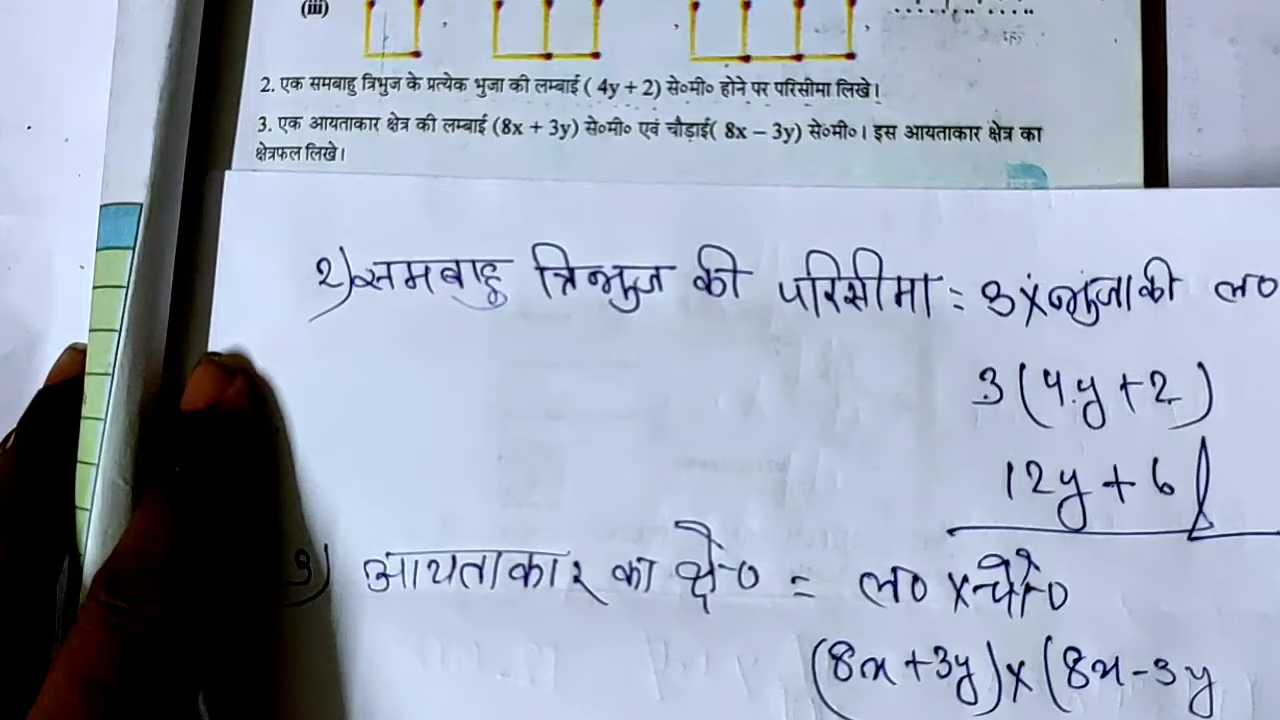 (iii)
2. एक समबाहु त्रिभुज के प्रत्येक भुजा की लम्बाई ( 4y + 2) से०मी० होने पर परिसीमा लिखे।
3. एक आयताकार क्षेत्र की लम्बाई (8x + 3y) से०मी० एवं चौड़ाई( 8x – 3y) से०मी०। इस आयताकार क्षेत्र का
क्षेत्रफल लिखे।
2) समबाहु त्रिभुज की परिसीमा = 3 × भुजा की ल०
3(4y+2)
12y+6
3) आयताकार का क्षे० = ल० × चौ०
(8x+3y)×(8x-3y